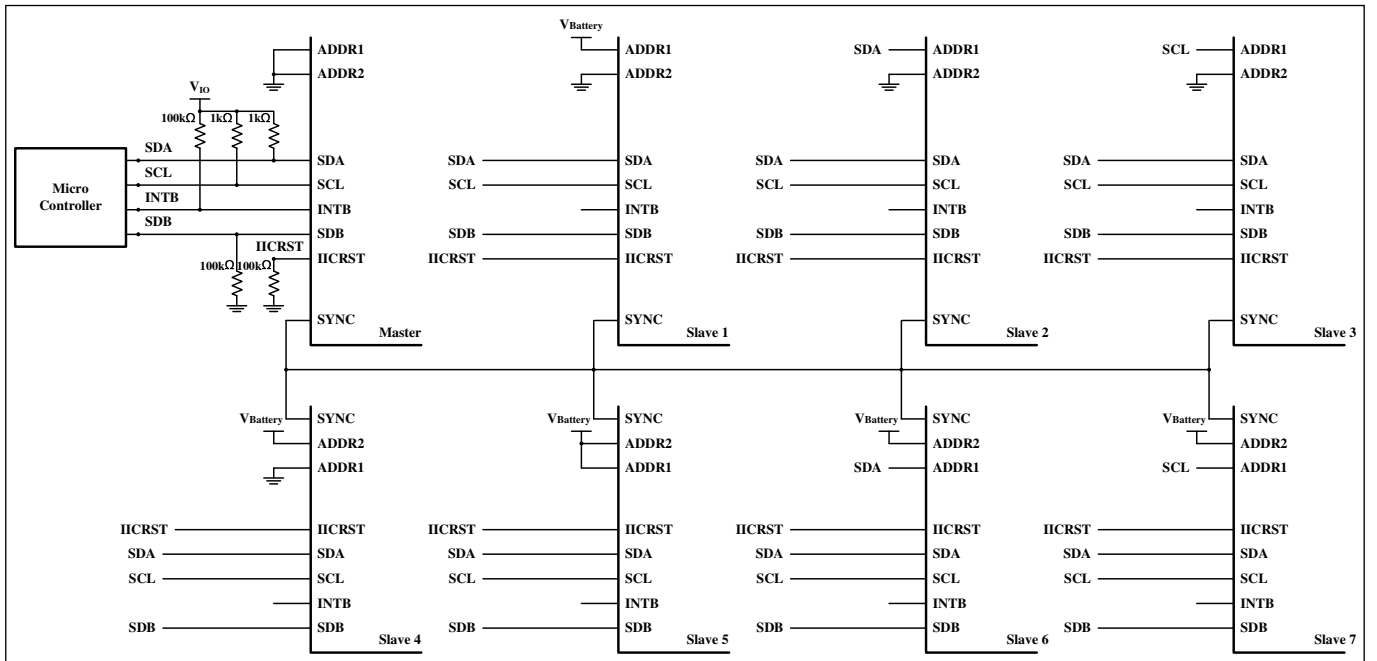 VBattery
ADDR1
ADDR1
SDA
ADDR1
SCL
ADDR1
ADDR2
ADDR2
ADDR2
ADDR2
VIO
100kΩ
1kΩ
1kΩ
Micro
Controller
SDA
SCL
INTB
SDB
SDA
SCL
INTB
SDB
IICRST
IICRST
100kΩ
100kΩ
SYNC
Master
SDA
SDA
SCL
SCL
INTB
SDB
SDB
IICRST
IICRST
SYNC
Slave 1
SDA
SDA
SCL
SCL
INTB
SDB
SDB
IICRST
IICRST
SYNC
Slave 2
SDA
SDA
SCL
SCL
INTB
SDB
SDB
IICRST
IICRST
SYNC
Slave 3
VBattery
SYNC
ADDR2
ADDR1
IICRST
IICRST
SDA
SDA
SCL
SCL
INTB
SDB
SDB
Slave 4
VBattery
SYNC
ADDR2
ADDR1
IICRST
IICRST
SDA
SDA
SCL
SCL
INTB
SDB
SDB
Slave 5
VBattery
SYNC
ADDR2
SDA
ADDR1
IICRST
IICRST
SDA
SDA
SCL
SCL
INTB
SDB
SDB
Slave 6
VBattery
SYNC
ADDR2
SCL
ADDR1
IICRST
IICRST
SDA
SDA
SCL
SCL
INTB
SDB
SDB
Slave 7